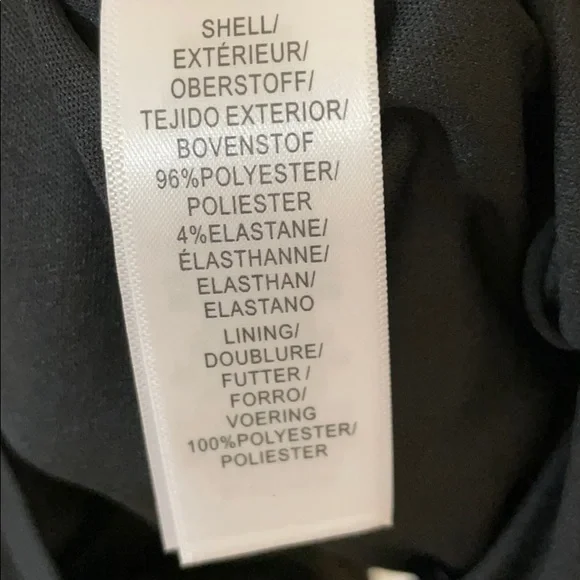 SHELL/
EXTÉRIEUR/
OBERSTOFF/
TEJIDO EXTERIOR/
BOVENSTOF
96%POLYESTER/
POLIESTER
4%ELASTANE/
ÉLASTHANNE/
ELASTHAN/
ELASTANO
LINING/
DOUBLURE/
FUTTER/
FORRO/
VOERING
100%POLYESTER/
POLIESTER